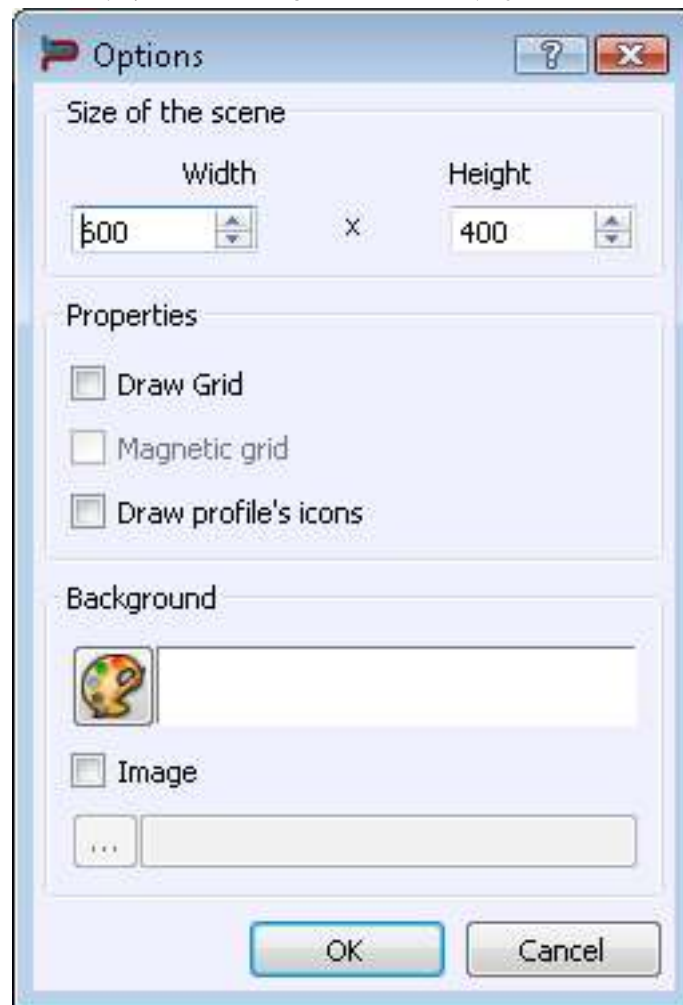 Options
Size of the scene
Width Height
x 400
Properties
Draw Grid
Magnetic grid
Draw profile's icons
Background
Image
...
OK Cancel